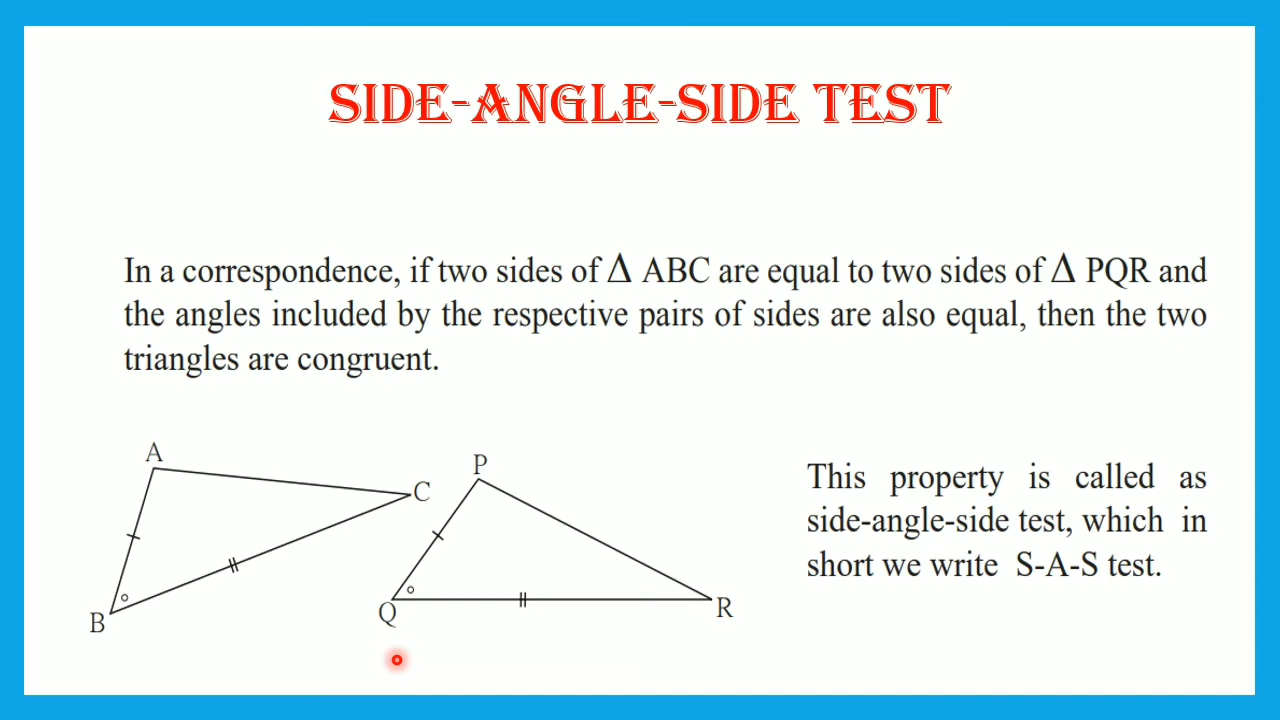 SIDE-ANGLE-SIDE TEST
In a correspondence, if two sides of Δ ABC are equal to two sides of Δ PQR and
the angles included by the respective pairs of sides are also equal, then the two
triangles are congruent.
A
C
B
P
Q
R
This property is called as
side-angle-side test, which in
short we write S-A-S test.